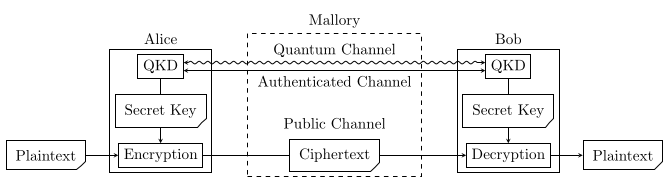 Mallory
Alice
Bob
Quantum Channel
QKD
QKD
Authenticated Channel
Secret Key
Secret Key
Public Channel
Plaintext
Encryption
Ciphertext
Decryption
Plaintext